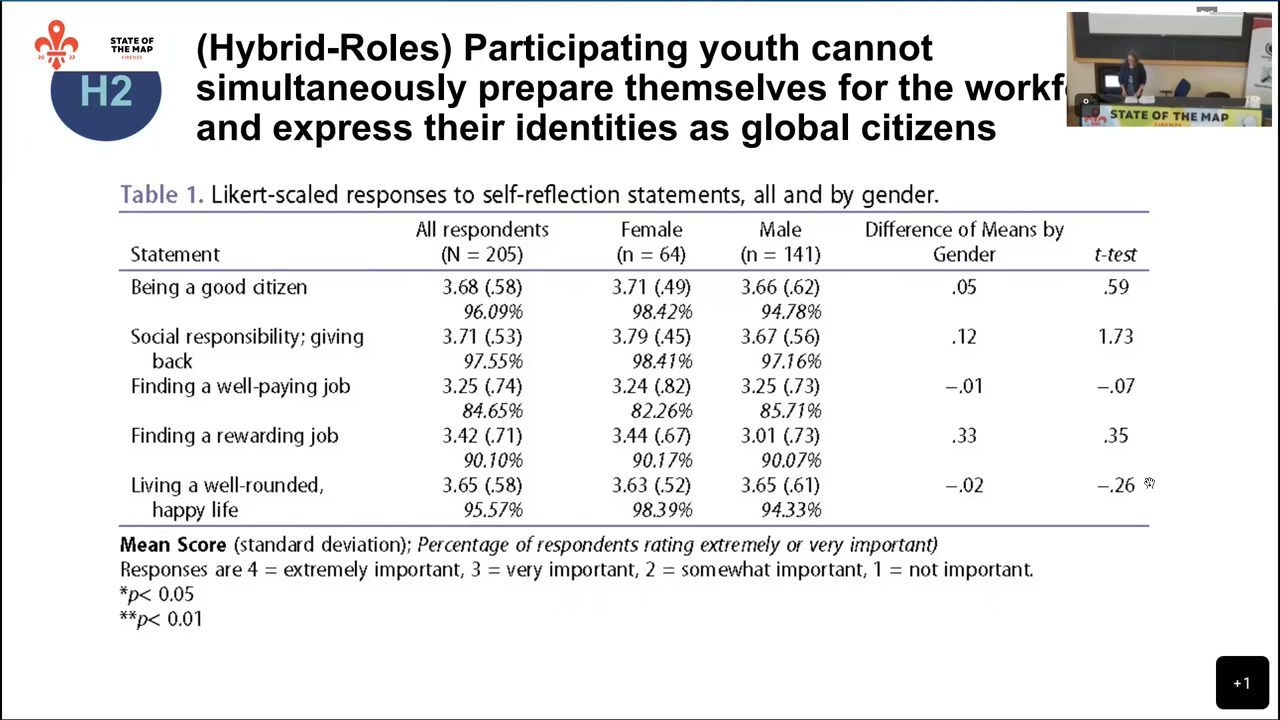 STATE OF
THE MAP
FIRENZE
2022
H2
(Hybrid-Roles) Participating youth cannot
simultaneously prepare themselves for the workf
and express their identities as global citizens
STATE OF THE MAP
FIRENZE
Table 1. Likert-scaled responses to self-reflection statements, all and by gender.
All respondents Female Male Difference of Means by
Statement (N = 205) (n = 64) (n = 141) Gender t-test
Being a good citizen 3.68 (.58) 3.71 (.49) 3.66 (.62) .05 .59
96.09% 98.42% 94.78%
Social responsibility; giving 3.71 (.53) 3.79 (.45) 3.67 (.56) .12 1.73
back 97.55% 98.41% 97.16%
Finding a well-paying job 3.25 (.74) 3.24 (.82) 3.25 (.73) −.01 −.07
84.65% 82.26% 85.71%
Finding a rewarding job 3.42 (.71) 3.44 (.67) 3.01 (.73) .33 .35
90.10% 90.17% 90.07%
Living a well-rounded, 3.65 (.58) 3.63 (.52) 3.65 (.61) −.02 −.26
happy life 95.57% 98.39% 94.33%
Mean Score (standard deviation); Percentage of respondents rating extremely or very important)
Responses are 4 = extremely important, 3 = very important, 2 = somewhat important, 1 = not important.
*p< 0.05
**p< 0.01
+1